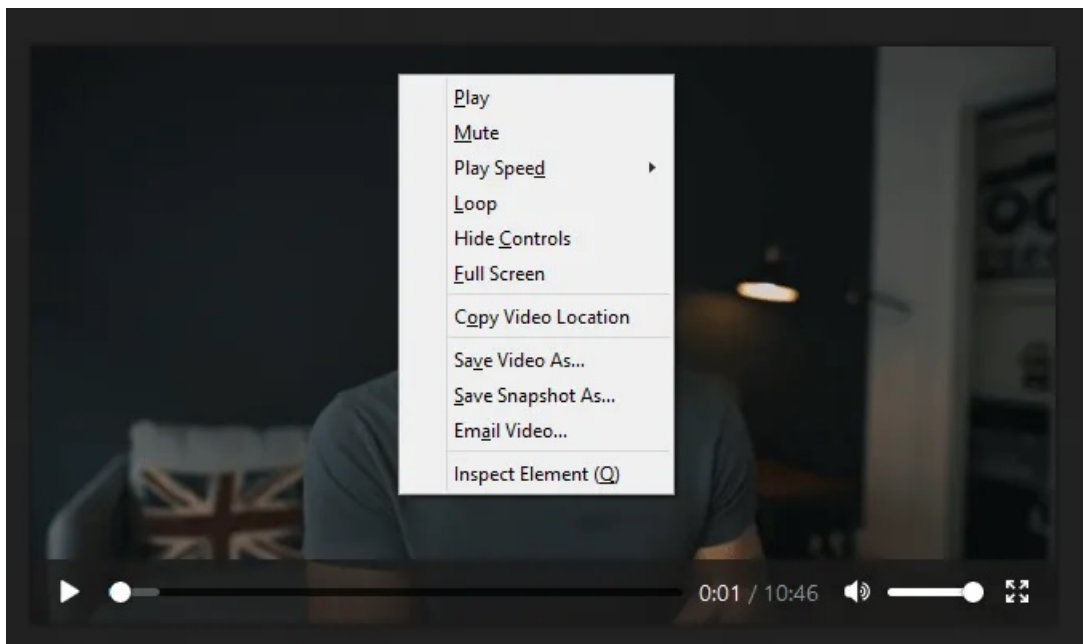 Play
Mute
Play Speed
Loop
Hide Controls
Full Screen
Copy Video Location
Save Video As...
Save Snapshot As...
Email Video...
Inspect Element (Q)
0:01 / 10:46